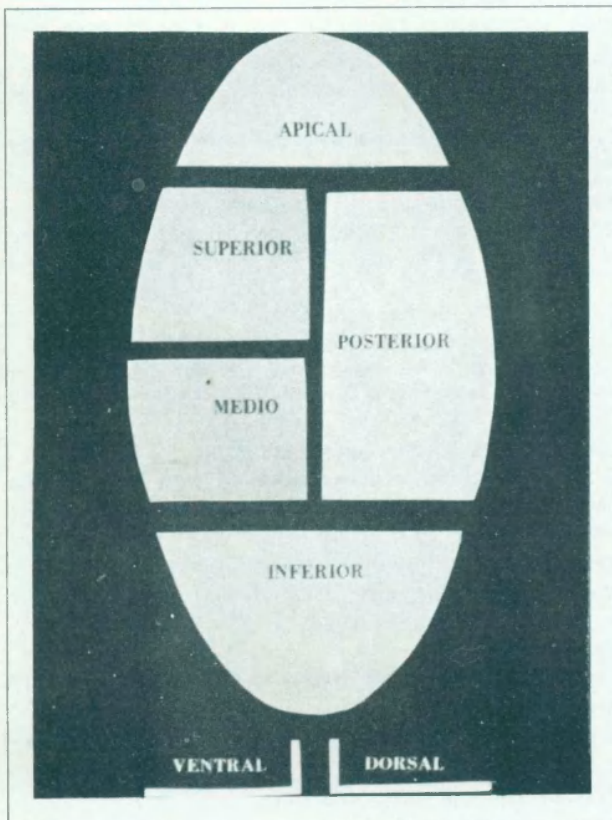 APICAL
SUPERIOR
POSTERIOR
MEDIO
INFERIOR
VENTRAL DORSAL